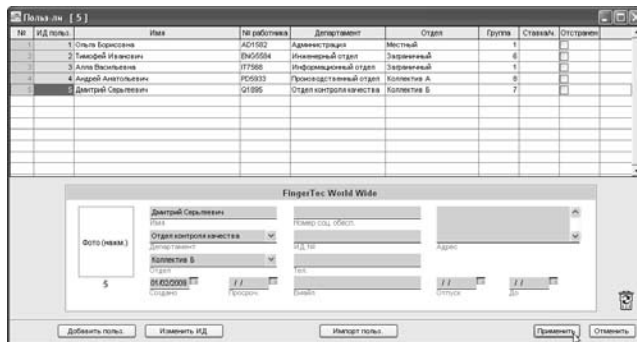 Польз-ли [ 5 ]
№ ИД польз. Имя № работника Департамент Отдел Группа Ставка/ч Отстранен
1 1 Ольга Борисовна AD1582 Администрация Местный 1
2 2 Тимофей Иванович ENG5584 Инженерный отдел Заграничный 6
3 3 Алла Васильевна IT7566 Информационный отдел Заграничный 1
4 4 Андрей Анатольевич PD5933 Производственный отдел Коллектив А 8
5 5 Дмитрий Сергеевич Q1895 Отдел контроля качества Коллектив Б 7
FingerTec World Wide
Фото.(нажм.)
5
Дмитрий Сергеевич
Имя
Номер соц. обесп.
Отдел контроля качества
Департамент
ИД №
Адрес
Коллектив Б
Отдел
Тел.
01/02/2008 / / / / / /
Создано Просроч. Емэйл Отпуск До
Добавить польз. Изменить ИД Импорт польз. Применить Отменить